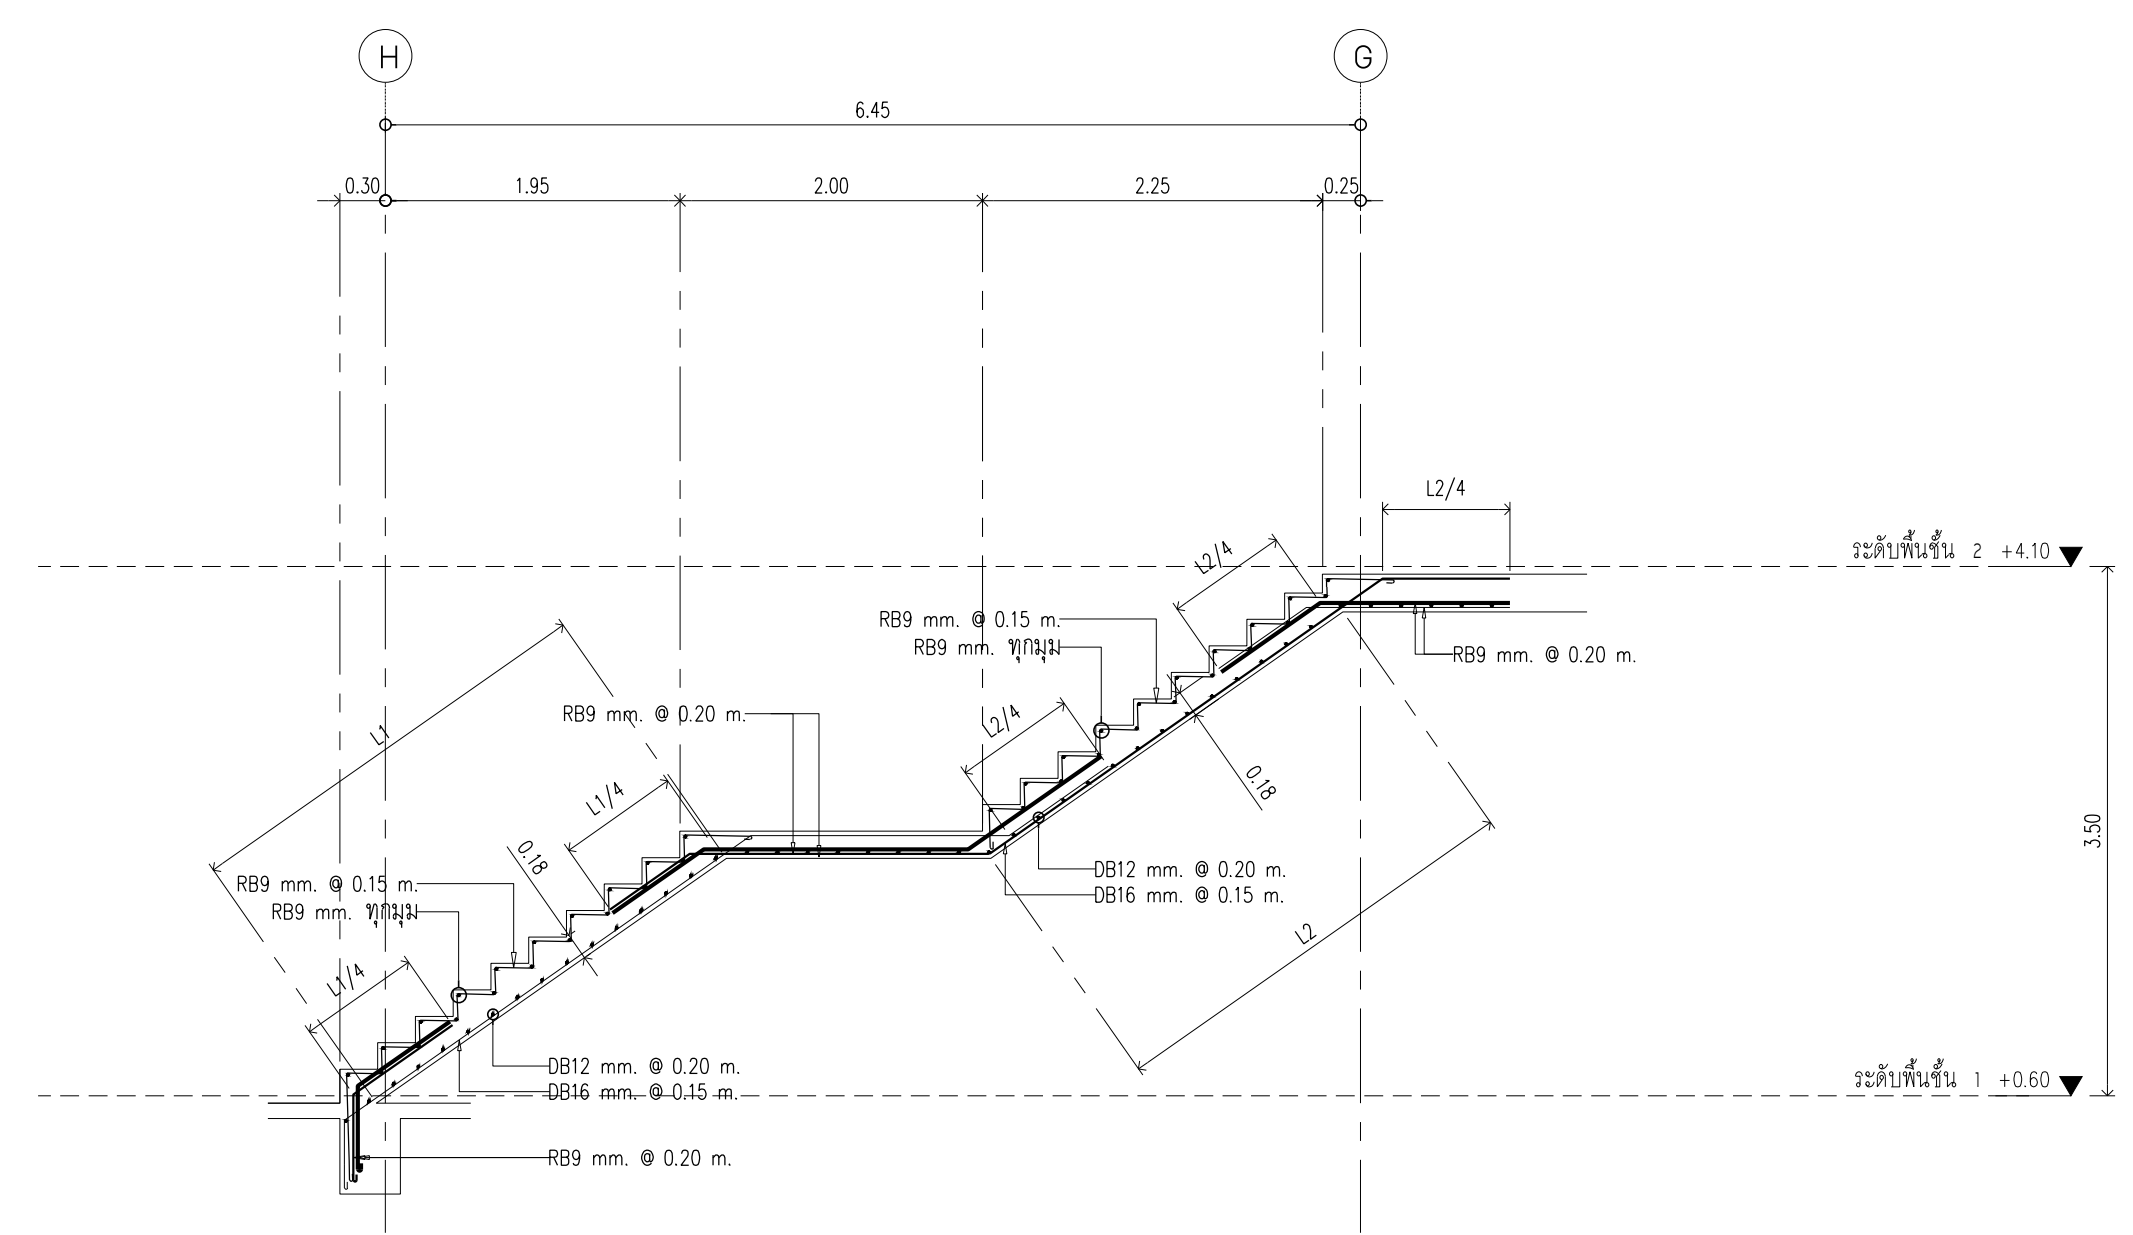 H
G
6.45
0.30
1.95
2.00
2.25
0.25
L2/4
ระดับพื้นชั้น 2 +4.10
L2/4
RB9 mm. @ 0.15 m.
RB9 mm. ทุกมุม
RB9 mm. @ 0.20 m.
RB9 mm. @ 0.20 m.
L2/4
L1
0.18
L1/4
3.50
0.18
DB12 mm. @ 0.20 m.
DB16 mm. @ 0.15 m.
RB9 mm. @ 0.15 m.
RB9 mm. ทุกมุม
L2
L1/4
DB12 mm. @ 0.20 m.
DB16 mm. @ 0.15 m.
ระดับพื้นชั้น 1 +0.60
RB9 mm. @ 0.20 m.